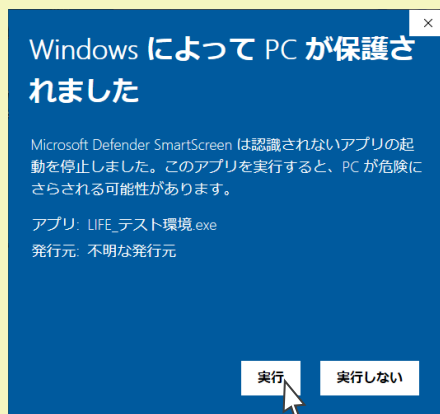 Windows によって PC が保護さ
れました
Microsoft Defender SmartScreen は認識されないアプリの起
動を停止しました。このアプリを実行すると、PC が危険に
さらされる可能性があります。
アプリ: LIFE_テスト環境.exe
発行元: 不明な発行元
実行 実行しない